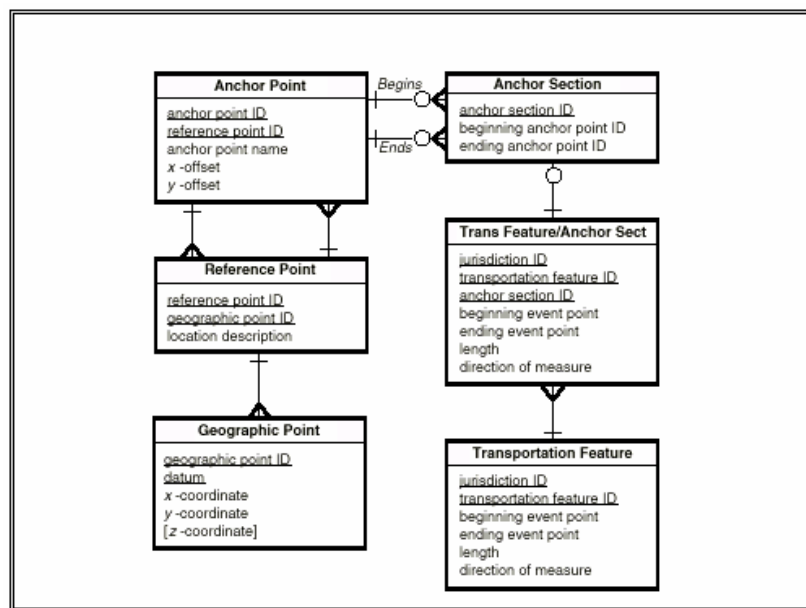 Anchor Point
anchor point ID
reference point ID
anchor point name
x -offset
y -offset
Begins
Ends
Anchor Section
anchor section ID
beginning anchor point ID
ending anchor point ID
Reference Point
reference point ID
geographic point ID
location description
Trans Feature/Anchor Sect
jurisdiction ID
transportation feature ID
anchor section ID
beginning event point
ending event point
length
direction of measure
Geographic Point
geographic point ID
datum
x -coordinate
y -coordinate
[z -coordinate]
Transportation Feature
jurisdiction ID
transportation feature ID
beginning event point
ending event point
length
direction of measure